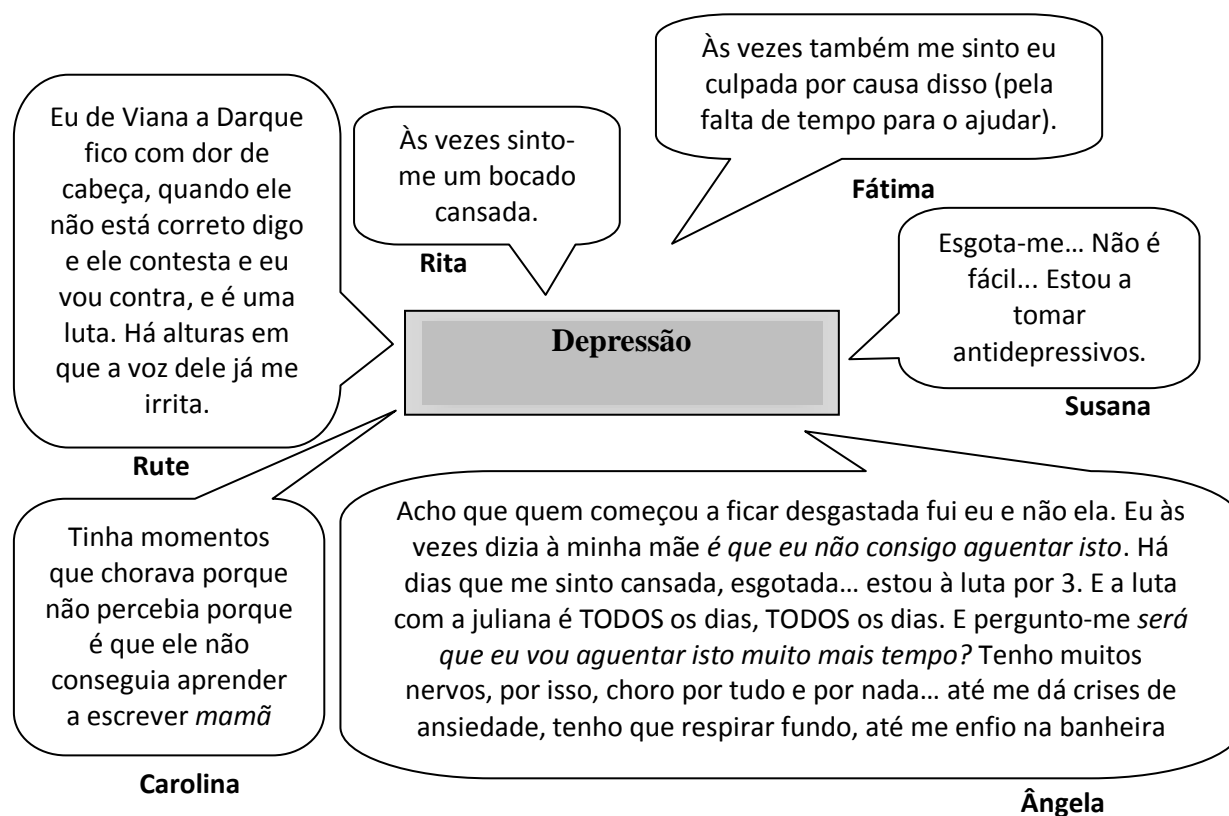 Às vezes também me sinto eu
culpada por causa disso (pela
falta de tempo para o ajudar).
Fátima
Eu de Viana a Darque
fico com dor de
cabeça, quando ele
não está correto digo
e ele contesta e eu
vou contra, e é uma
luta. Há alturas em
que a voz dele já me
irrita.
Rute
Às vezes sinto-
me um bocado
cansada.
Rita
Esgota-me... Não é
fácil... Estou a
tomar
antidepressivos.
Susana
Depressão
Tinha momentos
que chorava porque
não percebia porque
é que ele não
conseguia aprender
a escrever mamã
Carolina
Acho que quem começou a ficar desgastada fui eu e não ela. Eu às
vezes dizia à minha mãe é que eu não consigo aguentar isto. Há
dias que me sinto cansada, esgotada... estou à luta por 3. E a luta
com a juliana é TODOS os dias, TODOS os dias. E pergunto-me será
que eu vou aguentar isto muito mais tempo? Tenho muitos
nervos, por isso, choro por tudo e por nada... até me dá crises de
ansiedade, tenho que respirar fundo, até me enfio na banheira
Ângela